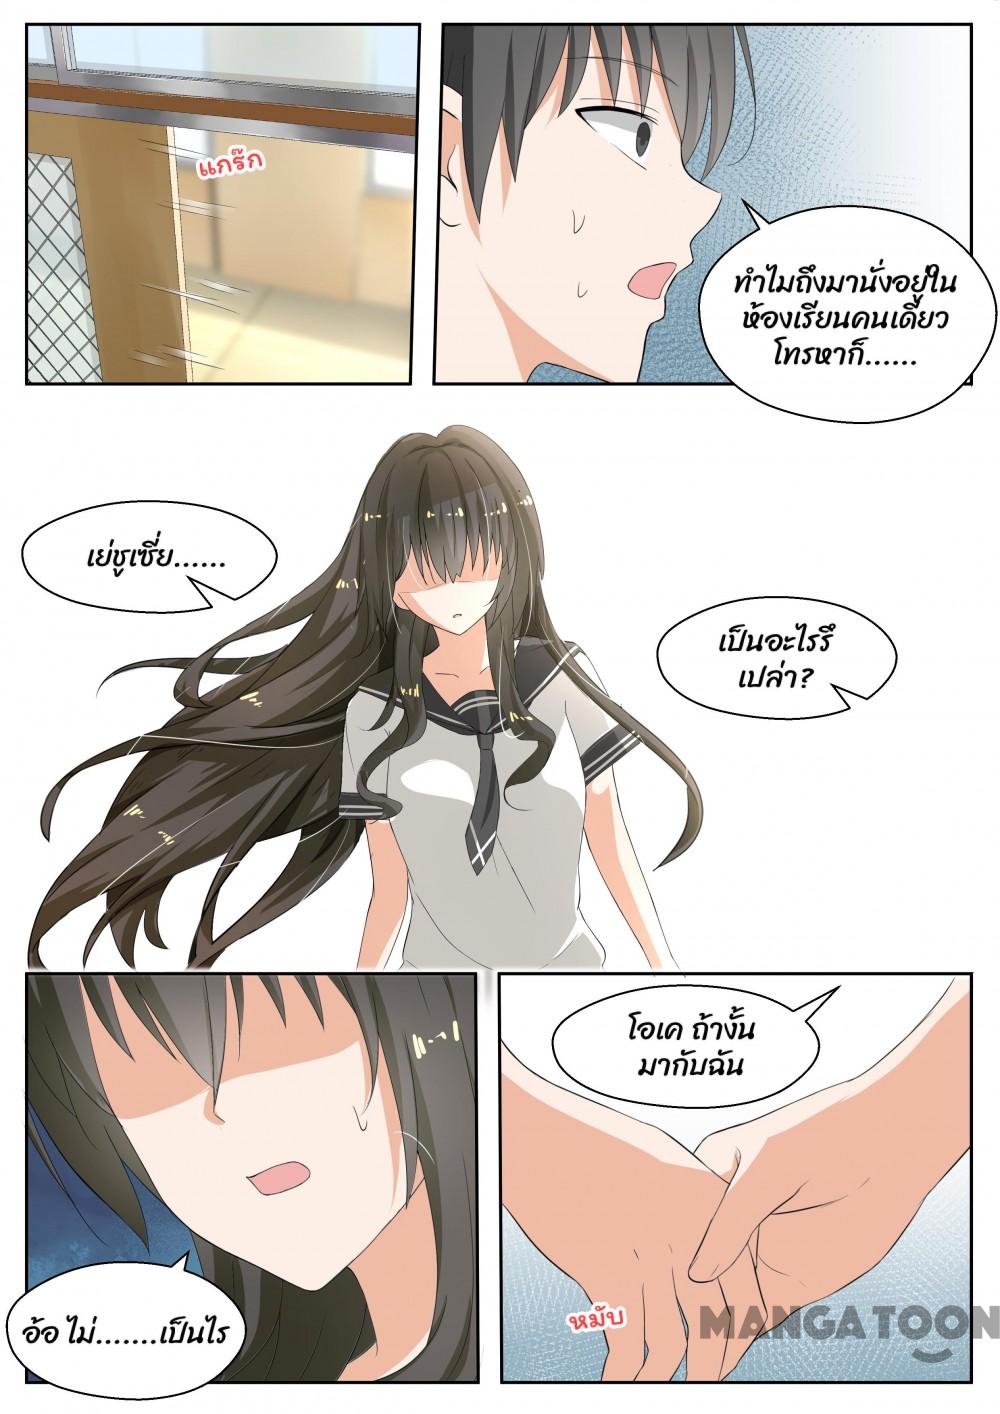 แกร๊ก
ทำไมถึงมานั่งอยู่ใน
ห้องเรียนคนเดียว
โทรหาก็......
เย่ชูเซี่ย......
เป็นอะไรรึ
เปล่า?
อ้อ ไม่.......เป็นไร
โอเค ถ้างั้น
มากับฉัน
หมับ
MANGATOON